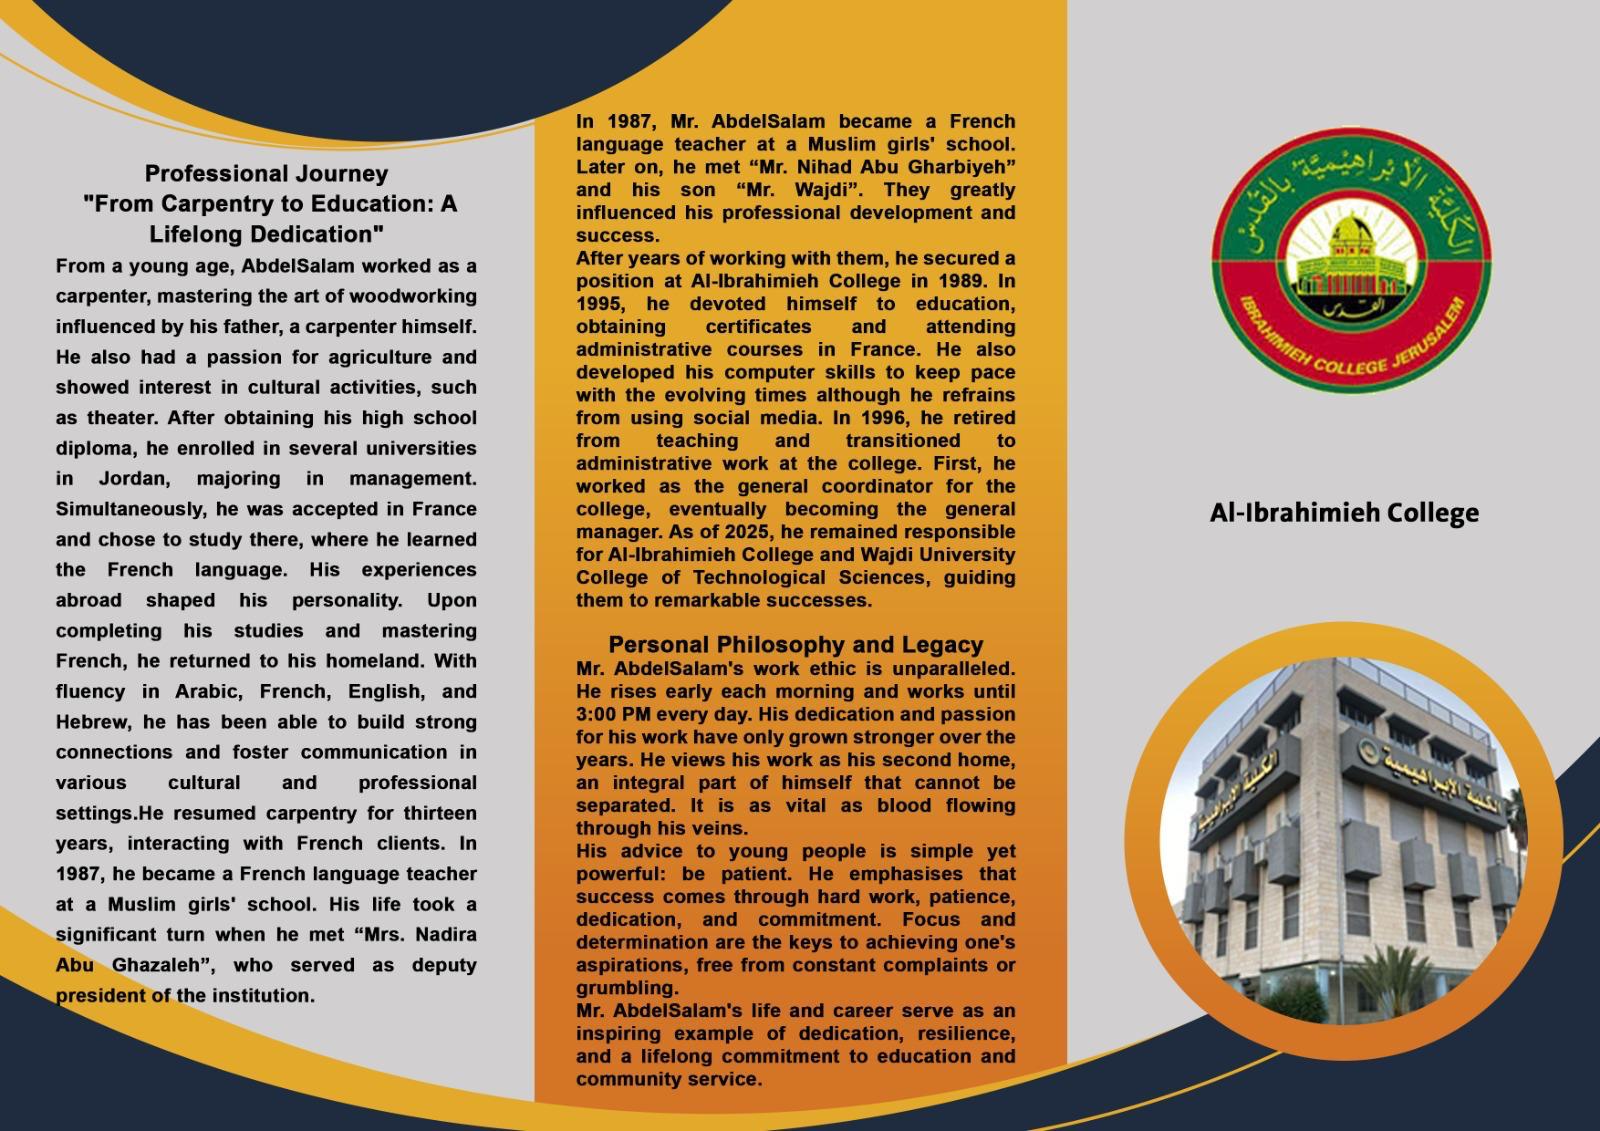 Professional Journey
"From Carpentry to Education: A
Lifelong Dedication"
From a young age, AbdelSalam worked as a
carpenter, mastering the art of woodworking
influenced by his father, a carpenter himself.
He also had a passion for agriculture and
showed interest in cultural activities, such
as theater. After obtaining his high school
diploma, he enrolled in several universities
in Jordan, majoring in management.
Simultaneously, he was accepted in France
and chose to study there, where he learned
the French language. His experiences
abroad shaped his personality. Upon
completing his studies and mastering
French, he returned to his homeland. With
fluency in Arabic, French, English, and
Hebrew, he has been able to build strong
connections and foster communication in
various cultural and professional
settings.He resumed carpentry for thirteen
years, interacting with French clients. In
1987, he became a French language teacher
at a Muslim girls' school. His life took a
significant turn when he met “Mrs. Nadira
Abu Ghazaleh”, who served as deputy
president of the institution.
In 1987, Mr. AbdelSalam became a French
language teacher at a Muslim girls' school.
Later on, he met “Mr. Nihad Abu Gharbiyeh”
and his son “Mr. Wajdi”. They greatly
influenced his professional development and
success.
After years of working with them, he secured a
position at Al-Ibrahimieh College in 1989. In
1995, he devoted himself to education,
obtaining certificates and attending
administrative courses in France. He also
developed his computer skills to keep pace
with the evolving times although he refrains
from using social media. In 1996, he retired
from teaching and transitioned to
administrative work at the college. First, he
worked as the general coordinator for the
college, eventually becoming the general
manager. As of 2025, he remained responsible
for Al-Ibrahimieh College and Wajdi University
College of Technological Sciences, guiding
them to remarkable successes.
Personal Philosophy and Legacy
Mr. AbdelSalam's work ethic is unparalleled.
He rises early each morning and works until
3:00 PM every day. His dedication and passion
for his work have only grown stronger over the
years. He views his work as his second home,
an integral part of himself that cannot be
separated. It is as vital as blood flowing
through his veins.
His advice to young people is simple yet
powerful: be patient. He emphasises that
success comes through hard work, patience,
dedication, and commitment. Focus and
determination are the keys to achieving one's
aspirations, free from constant complaints or
grumbling.
Mr. AbdelSalam's life and career serve as an
inspiring example of dedication, resilience,
and a lifelong commitment to education and
community service.
الكليّة الإبراهيميّة بالقدس
القدس
IBRAHIMIEH COLLEGE JERUSALEM
Al-Ibrahimieh College
الكلية الإبراهيمية
الكلية الإبراهيمية